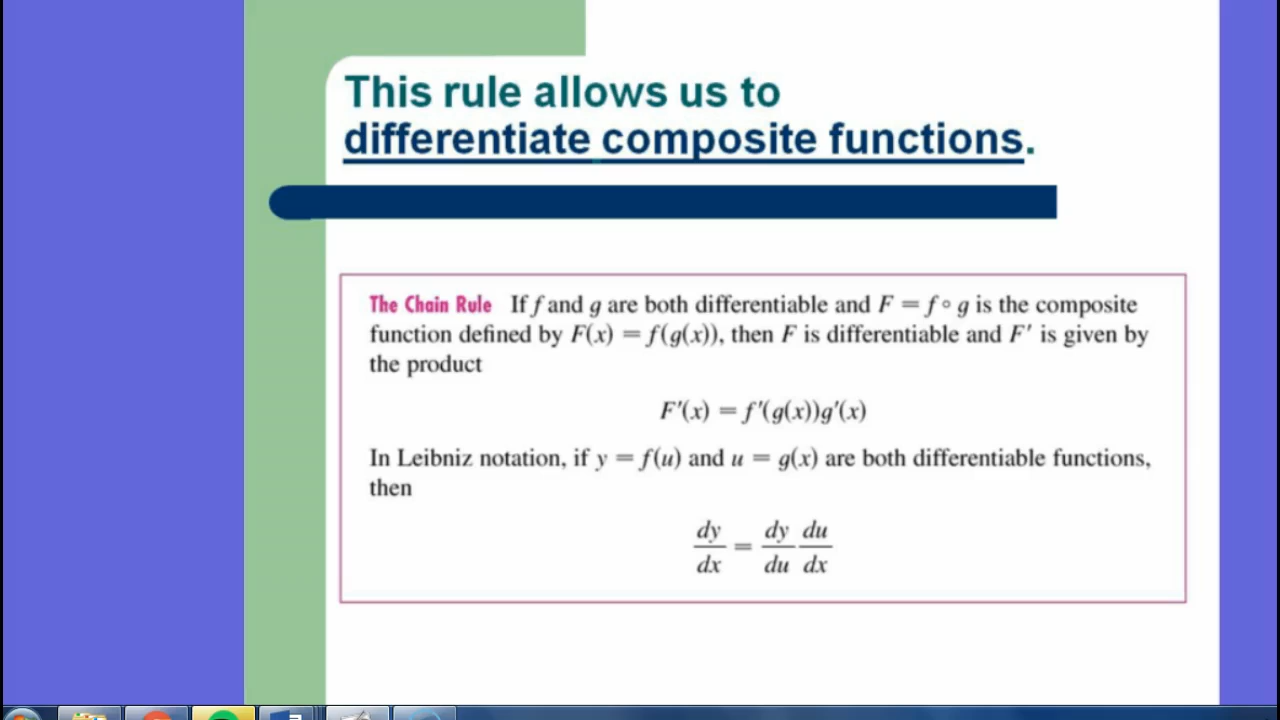 This rule allows us to
differentiate composite functions.
The Chain Rule If f and g are both differentiable and F = f ∘ g is the composite
function defined by F(x) = f(g(x)), then F is differentiable and F′ is given by
the product
F′(x) = f′(g(x))g′(x)
In Leibniz notation, if y = f(u) and u = g(x) are both differentiable functions,
then
dy/dx = dy/du du/dx